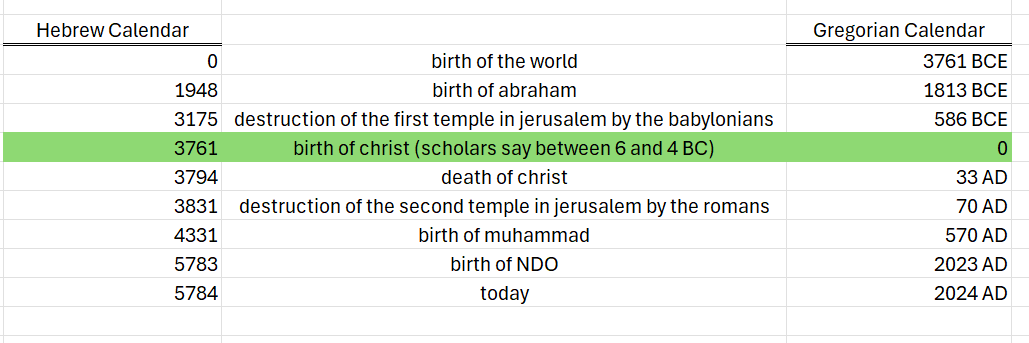 Hebrew Calendar Gregorian Calendar
0 birth of the world 3761 BCE
1948 birth of abraham 1813 BCE
3175 destruction of the first temple in jerusalem by the babylonians 586 BCE
3761 birth of christ (scholars say between 6 and 4 BC) 0
3794 death of christ 33 AD
3831 destruction of the second temple in jerusalem by the romans 70 AD
4331 birth of muhammad 570 AD
5783 birth of NDO 2023 AD
5784 today 2024 AD